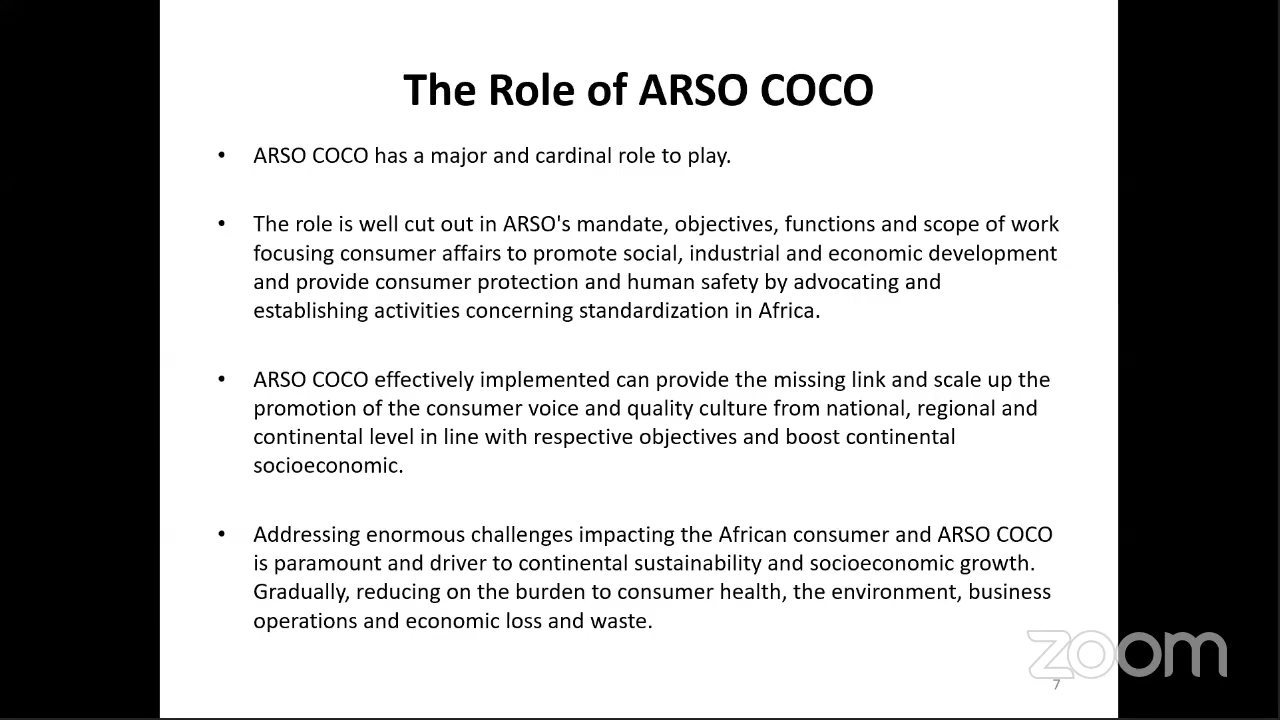 The Role of ARSO COCO
• ARSO COCO has a major and cardinal role to play.
• The role is well cut out in ARSO's mandate, objectives, functions and scope of work
focusing consumer affairs to promote social, industrial and economic development
and provide consumer protection and human safety by advocating and
establishing activities concerning standardization in Africa.
• ARSO COCO effectively implemented can provide the missing link and scale up the
promotion of the consumer voice and quality culture from national, regional and
continental level in line with respective objectives and boost continental
socioeconomic.
• Addressing enormous challenges impacting the African consumer and ARSO COCO
is paramount and driver to continental sustainability and socioeconomic growth.
Gradually, reducing on the burden to consumer health, the environment, business
operations and economic loss and waste.
zoom
7